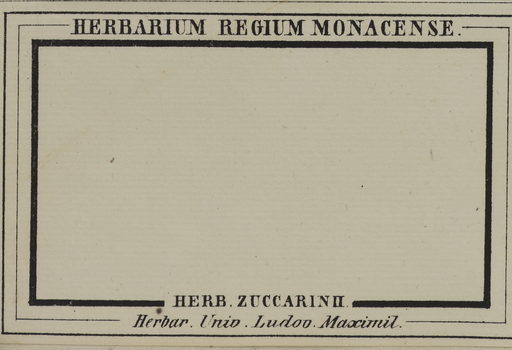 HERBARIUM REGIUM MONACENSE.
HERB. ZUCCARINII.
Herbar. Univ. Ludov. Maximil.